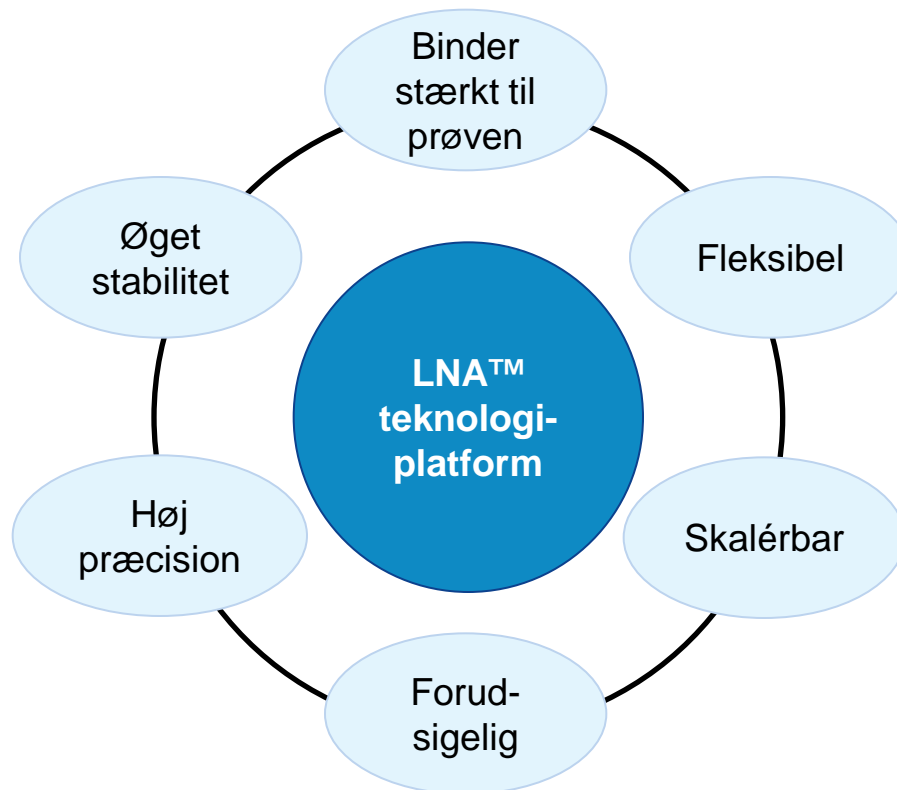 Binder
stærkt til
prøven
Øget
stabilitet
Fleksibel
LNA™
teknologi-
platform
Høj
præcision
Skalérbar
Forud-
sigelig